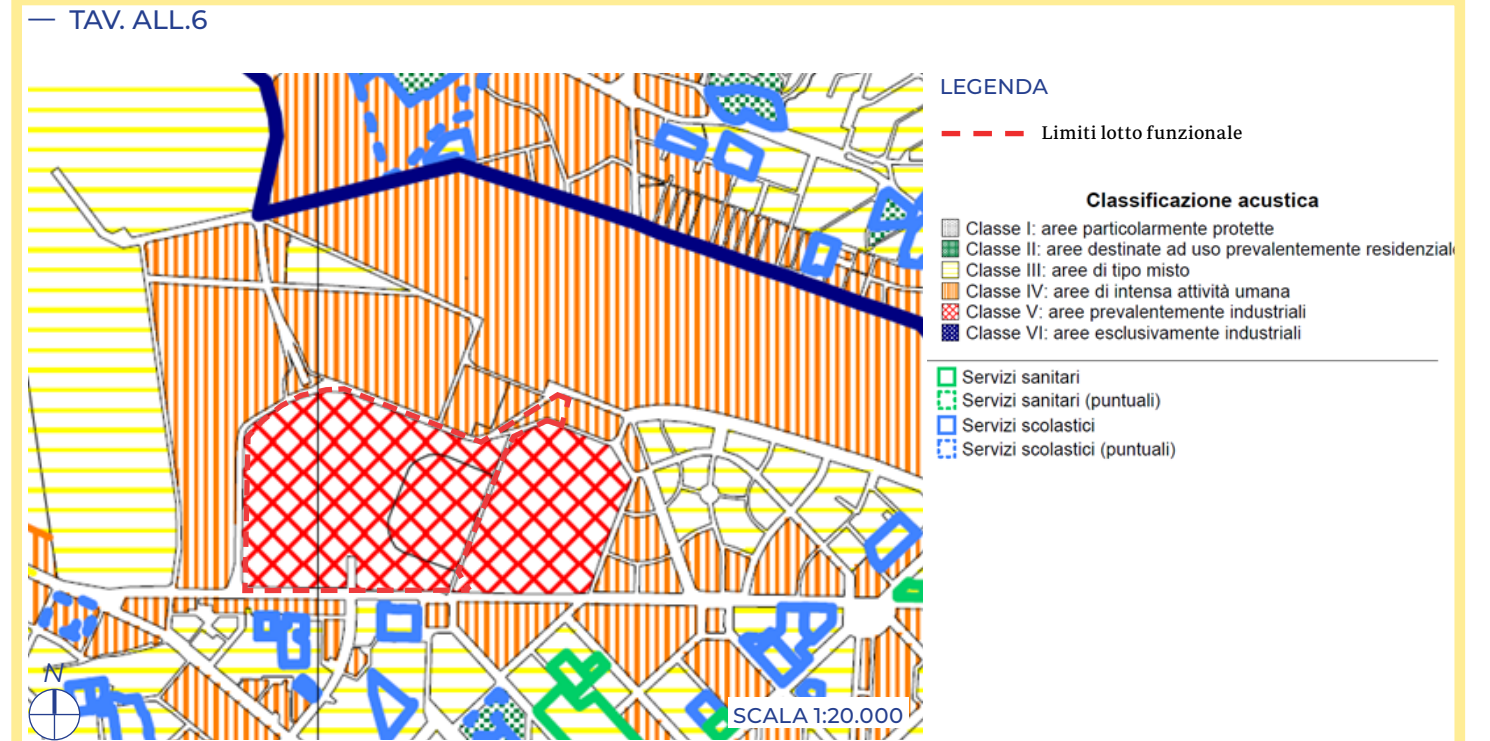 — TAV. ALL.6
LEGENDA
Limiti lotto funzionale
Classificazione acustica
Classe I: aree particolarmente protette
Classe II: aree destinate ad uso prevalentemente residenziale
Classe III: aree di tipo misto
Classe IV: aree di intensa attività umana
Classe V: aree prevalentemente industriali
Classe VI: aree esclusivamente industriali
Servizi sanitari
Servizi sanitari (puntuali)
Servizi scolastici
Servizi scolastici (puntuali)
N
SCALA 1:20.000